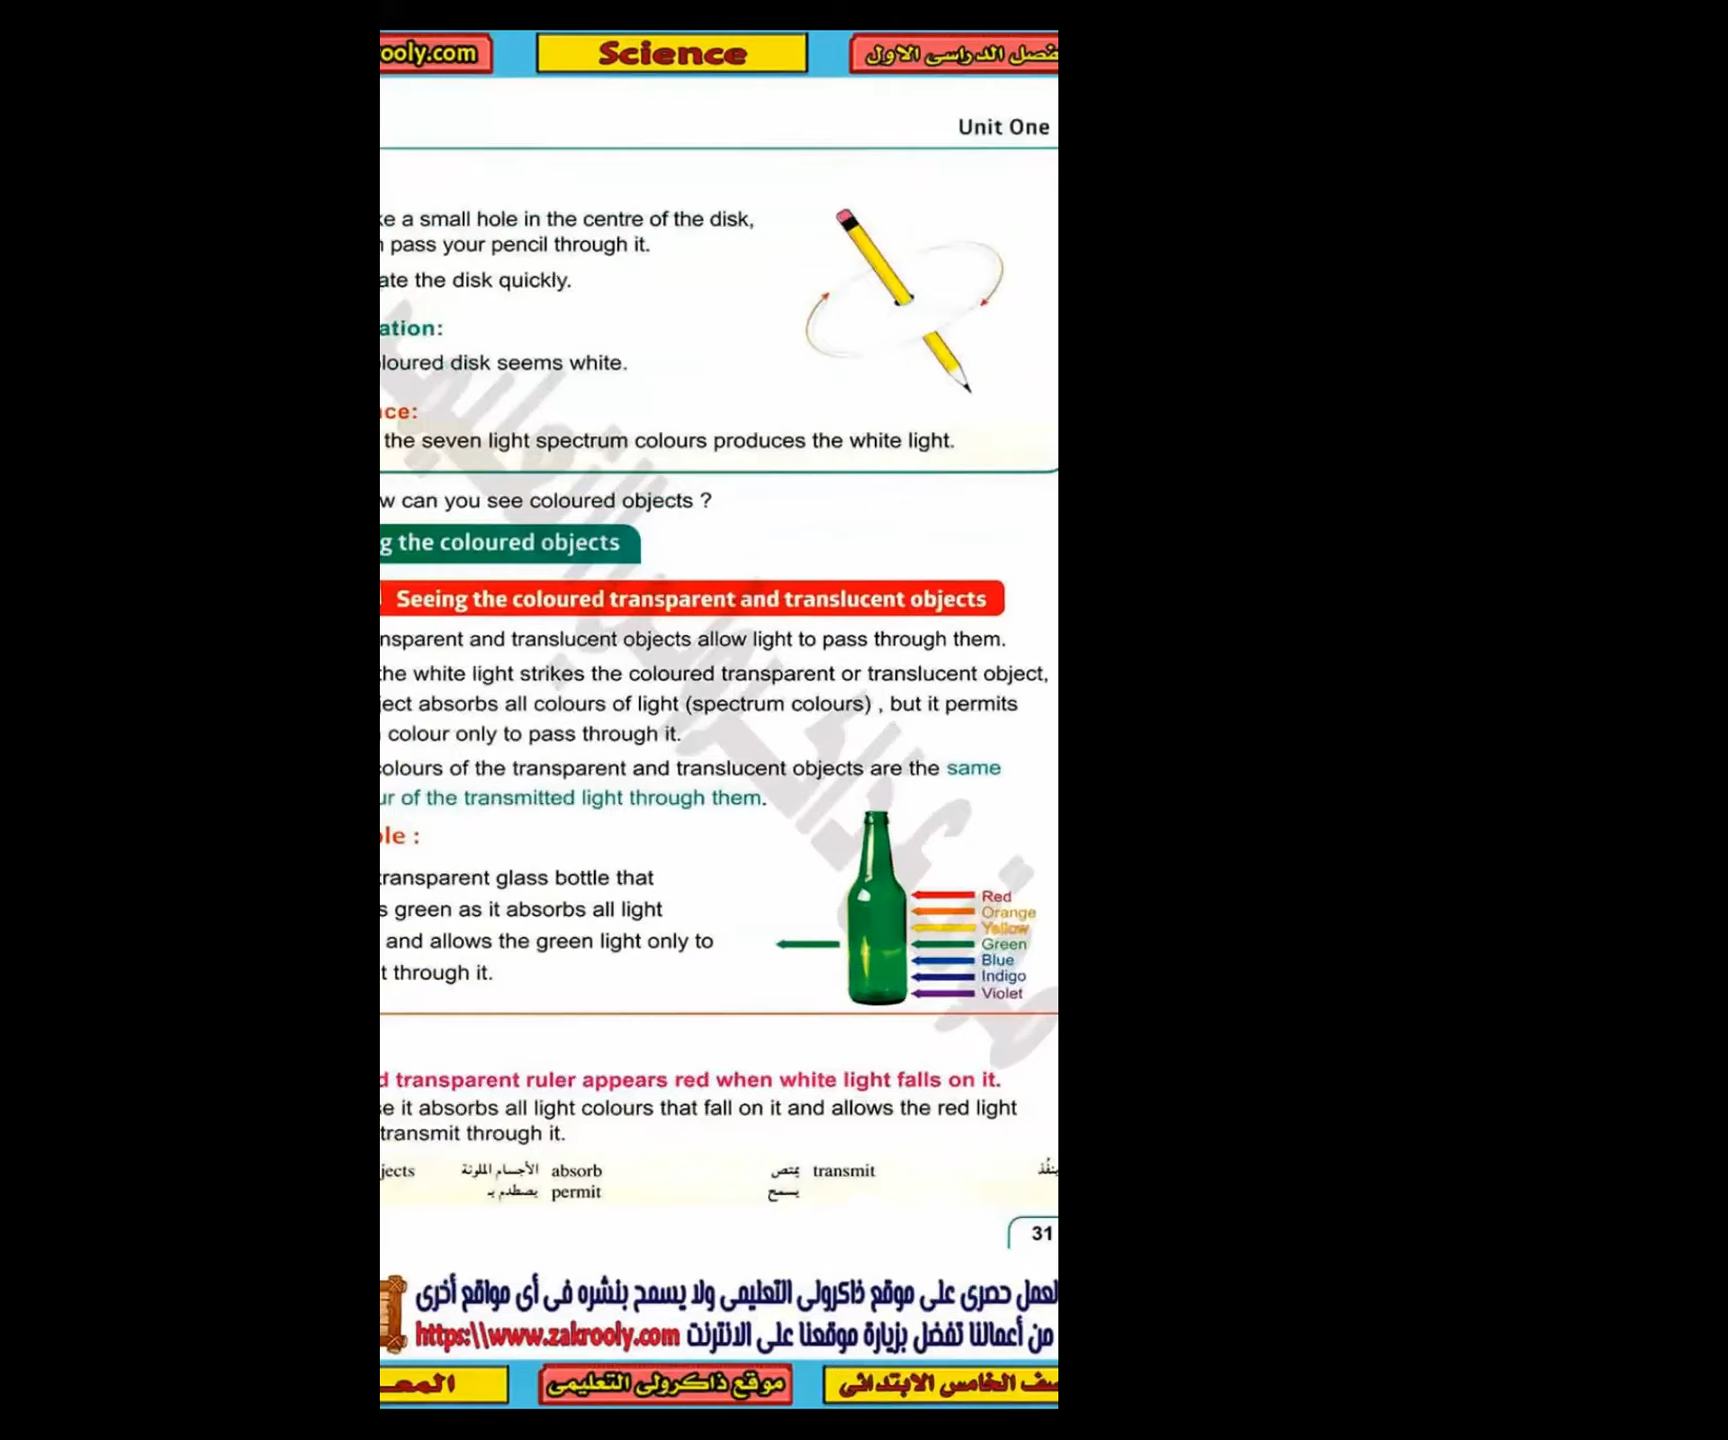 ooly.com
Science
الدراسى الاول
Unit One
a small hole in the centre of the disk,
pass your pencil through it.
ate the disk quickly.
ation:
loured disk seems white.
ce:
the seven light spectrum colours produces the white light.
w can you see coloured objects ?
g the coloured objects
Seeing the coloured transparent and translucent objects
nsparent and translucent objects allow light to pass through them.
the white light strikes the coloured transparent or translucent object,
ject absorbs all colours of light (spectrum colours) , but it permits
colour only to pass through it.
colours of the transparent and translucent objects are the same
ur of the transmitted light through them.
le :
transparent glass bottle that
s green as it absorbs all light
and allows the green light only to
t through it.
Red
Orange
Yellow
Green
Blue
Indigo
Violet
d transparent ruler appears red when white light falls on it.
e it absorbs all light colours that fall on it and allows the red light
transmit through it.
jects الأجسام الملونة absorb يمتص transmit ينفُذ
يصطدم بـ permit يسمح
31
العمل حصرى على موقع ذاكرولى التعليمى ولا يسمح بنشره فى أى مواقع أخرى
من أعمالنا تفضل بزيارة موقعنا على الانترنت https:\\www.zakrooly.com
موقع ذاكرولى التعليمى
الخامس الابتدائى